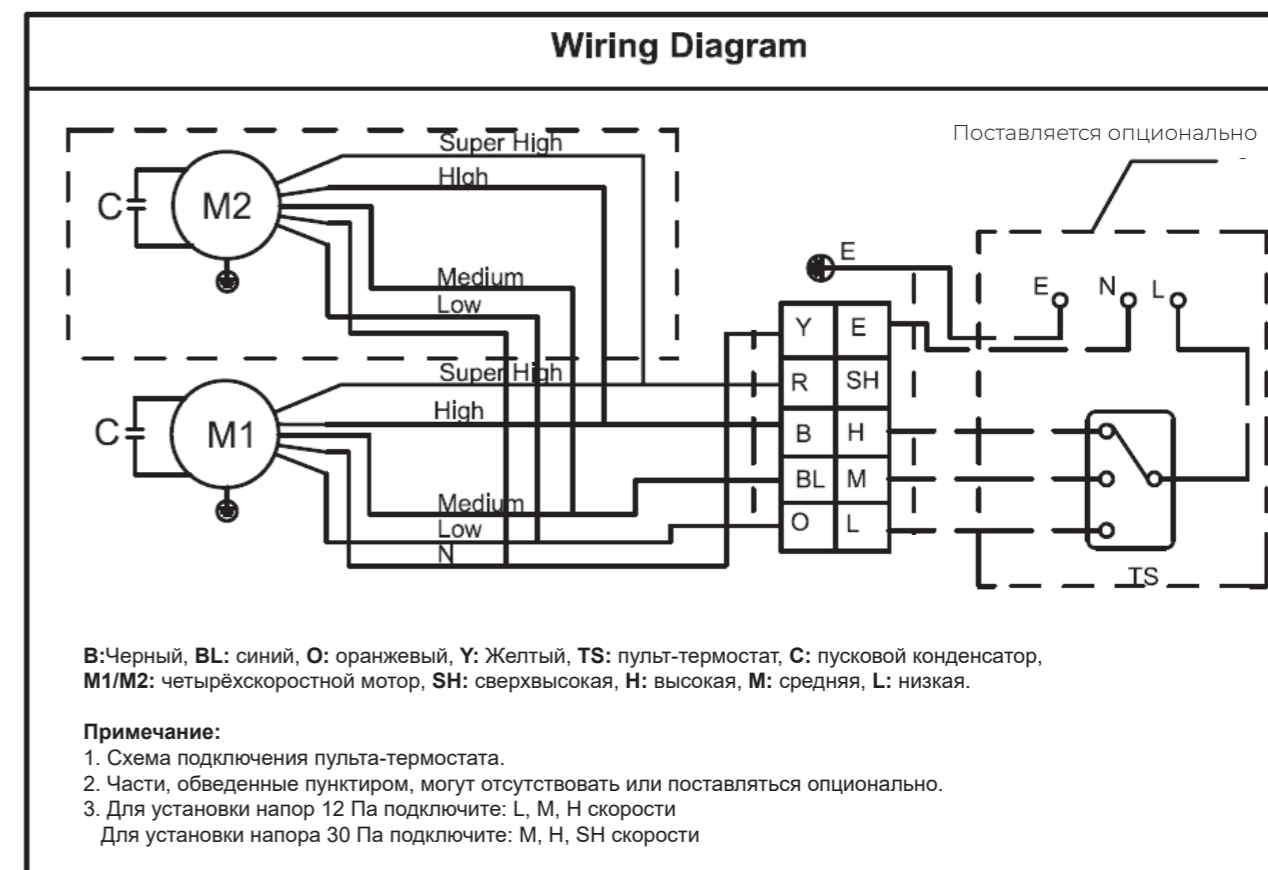 Wiring Diagram
Поставляется опционально
Super High
HIgh
C
M2
Medium
Low
E
E
N
L
Y
E
Super High
R
SH
High
C
M1
B
H
BL
M
Medium
Low
O
L
N
TS
B:Черный, BL: синий, O: оранжевый, Y: Желтый, TS: пульт-термостат, C: пусковой конденсатор,
M1/M2: четырёхскоростной мотор, SH: сверхвысокая, H: высокая, M: средняя, L: низкая.
Примечание:
1. Схема подключения пульта-термостата.
2. Части, обведенные пунктиром, могут отсутствовать или поставляться опционально.
3. Для установки напор 12 Па подключите: L, M, H скорости
Для установки напора 30 Па подключите: M, H, SH скорости